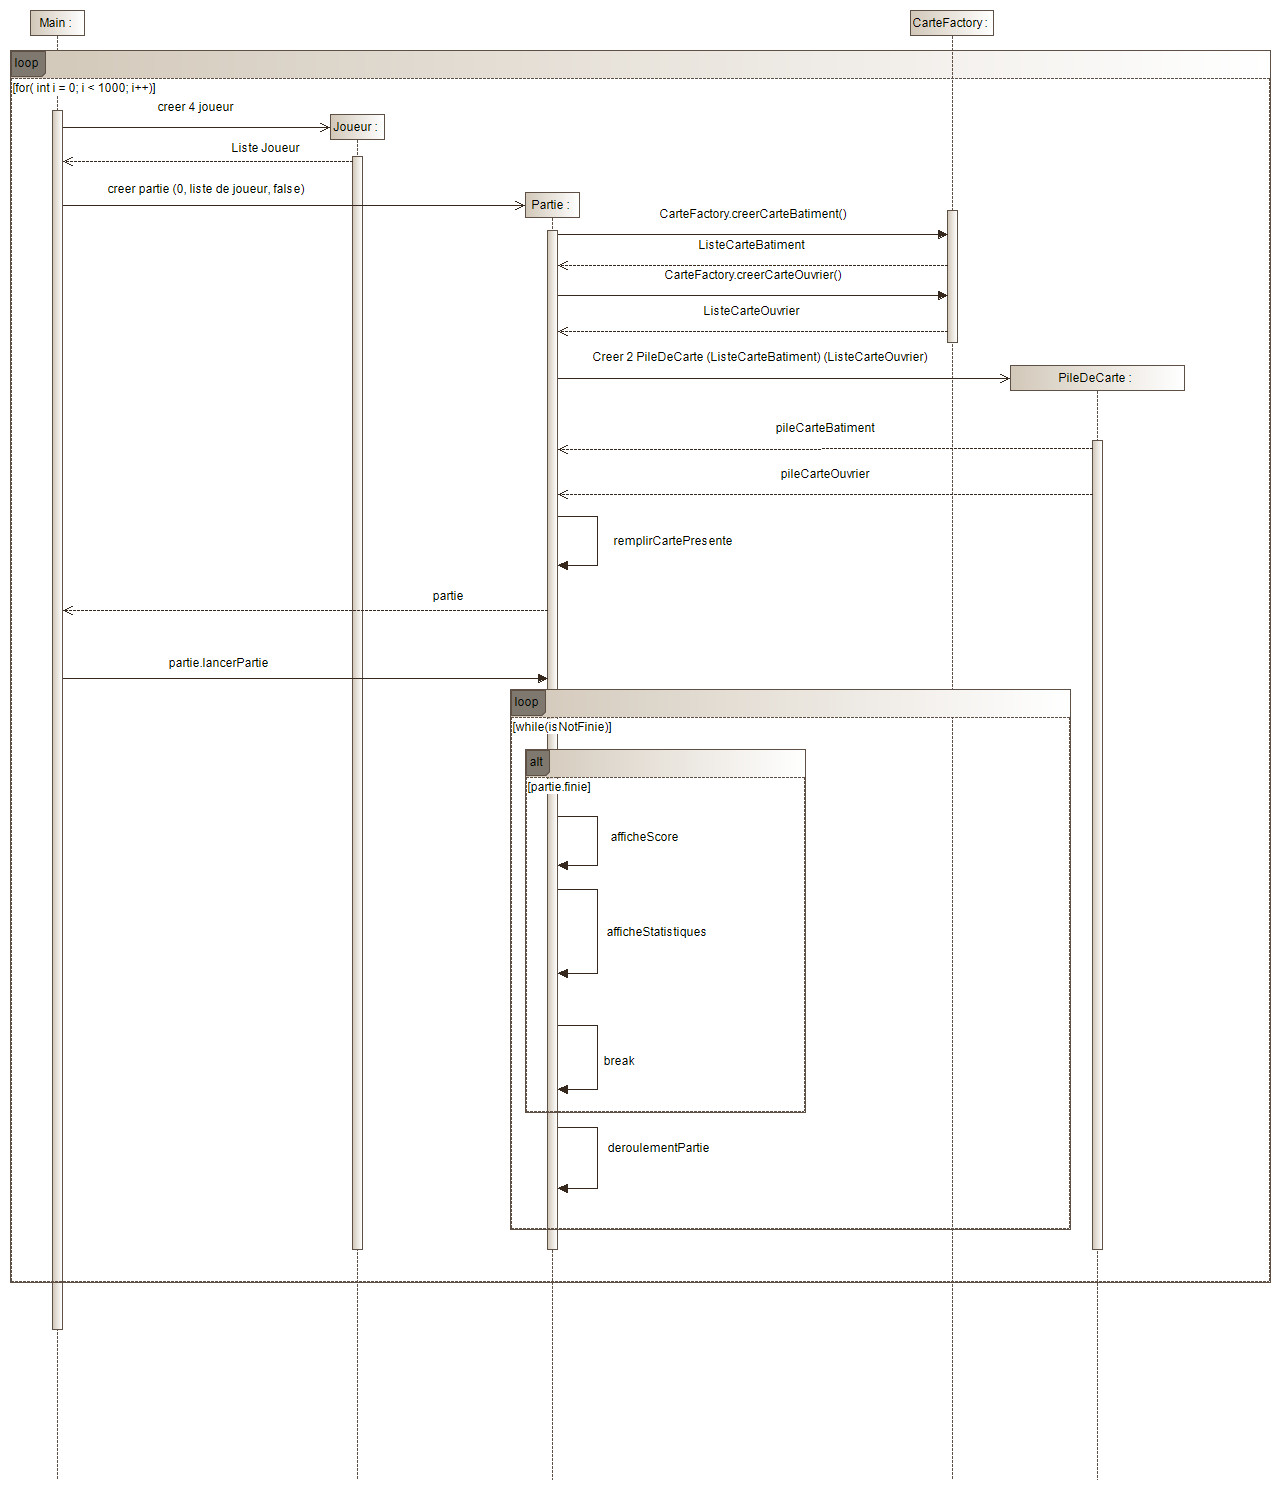 Main :
CarteFactory :
loop
[for( int i = 0; i < 1000; i++)]
creer 4 joueur
Joueur :
Liste Joueur
creer partie (0, liste de joueur, false)
Partie :
CarteFactory.creerCarteBatiment()
ListeCarteBatiment
CarteFactory.creerCarteOuvrier()
ListeCarteOuvrier
Creer 2 PileDeCarte (ListeCarteBatiment) (ListeCarteOuvrier)
PileDeCarte :
pileCarteBatiment
pileCarteOuvrier
remplirCartePresente
partie
partie.lancerPartie
loop
[while(isNotFinie)]
alt
[partie.finie]
afficheScore
afficheStatistiques
break
deroulementPartie